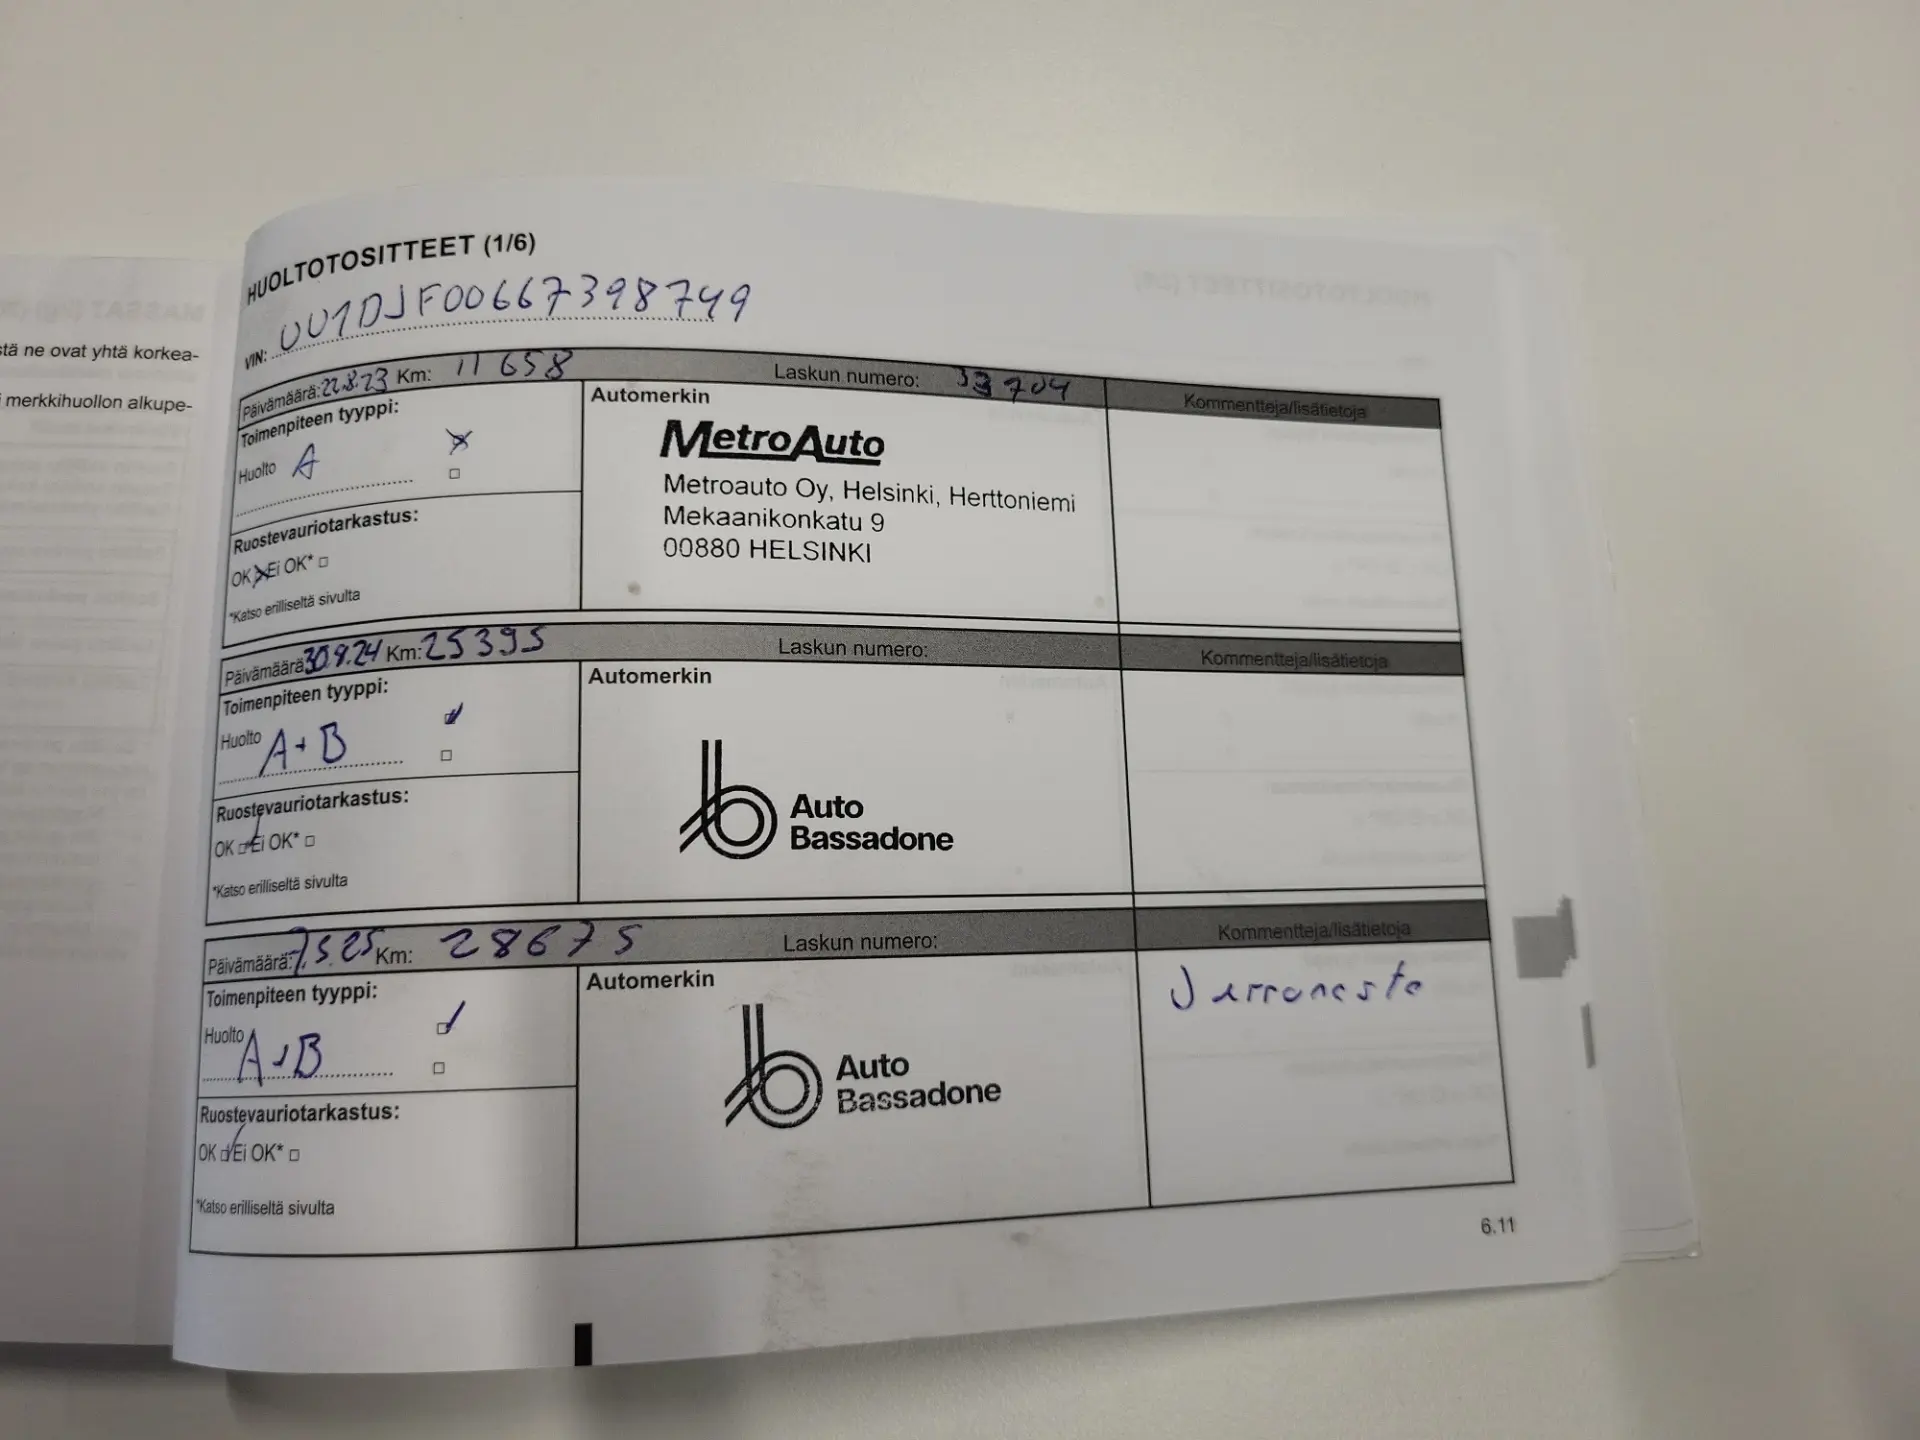 stä ne ovat yhtä korkea-
merkkihuollon alkupe-
HUOLTOTOSITTEET (1/6)
VIN: UU1DJF00667398749
Päivämäärä: 22.8.23 Km: 11 658 Laskun numero: 33704 Kommentteja/lisätietoja
Toimenpiteen tyyppi:
Huolto A
Automerkin
MetroAuto
Metroauto Oy, Helsinki, Herttoniemi
Mekaanikonkatu 9
00880 HELSINKI
Ruostevauriotarkastus:
OK Ei OK* □
*Katso erilliseltä sivulta
Päivämäärä 30.9.24 Km: 25395 Laskun numero: Kommentteja/lisätietoja
Toimenpiteen tyyppi:
Huolto A+B
Automerkin
Auto
Bassadone
Ruostevauriotarkastus:
OK □ Ei OK* □
*Katso erilliseltä sivulta
Päivämäärä: 7.5.25 Km: 28675 Laskun numero: Kommentteja/lisätietoja
Toimenpiteen tyyppi:
Huolto A+B
Automerkin
Auto
Bassadone
Jarruneste
Ruostevauriotarkastus:
OK □ Ei OK* □
*Katso erilliseltä sivulta
6.11